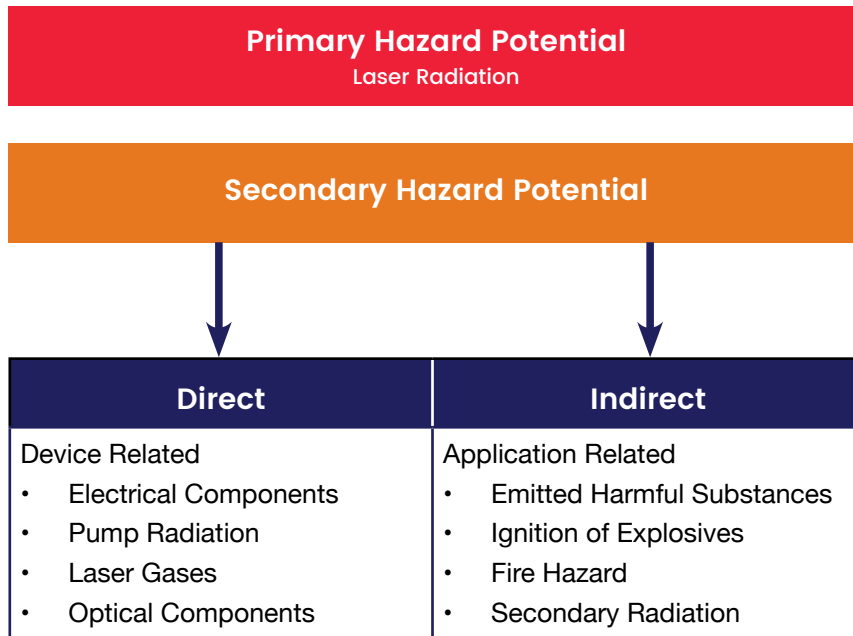 Primary Hazard Potential
Laser Radiation
Secondary Hazard Potential
Direct
Indirect
Device Related
• Electrical Components
• Pump Radiation
• Laser Gases
• Optical Components
Application Related
• Emitted Harmful Substances
• Ignition of Explosives
• Fire Hazard
• Secondary Radiation